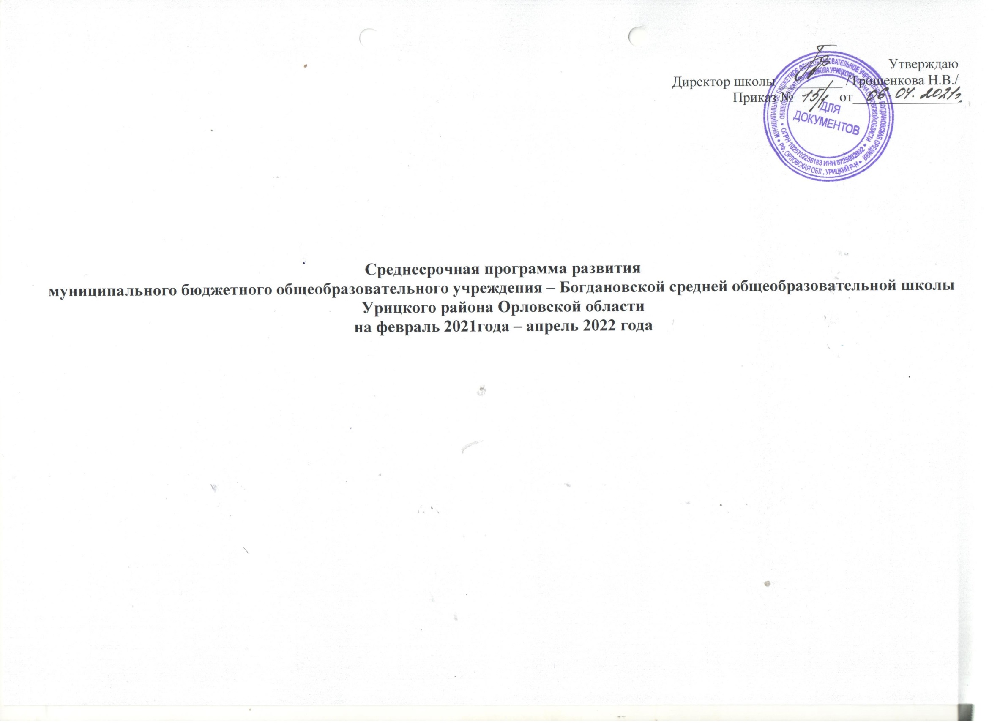 Утверждаю
Директор школы __________ /Трошенкова Н.В./
Приказ № 15/1 от 06.04.2021г.
МУНИЦИПАЛЬНОЕ БЮДЖЕТНОЕ ОБЩЕОБРАЗОВАТЕЛЬНОЕ УЧРЕЖДЕНИЕ - БОГДАНОВСКАЯ СРЕДНЯЯ
ОБЩЕОБРАЗОВАТЕЛЬНАЯ ШКОЛА УРИЦКОГО РАЙОНА ОРЛОВСКОЙ ОБЛАСТИ
РФ, ОРЛОВСКАЯ ОБЛ., УРИЦКИЙ Р-Н
ОГРН 1025702256183 ИНН 5725002692
ДЛЯ
ДОКУМЕНТОВ
Среднесрочная программа развития
муниципального бюджетного общеобразовательного учреждения – Богдановской средней общеобразовательной школы
Урицкого района Орловской области
на февраль 2021года – апрель 2022 года